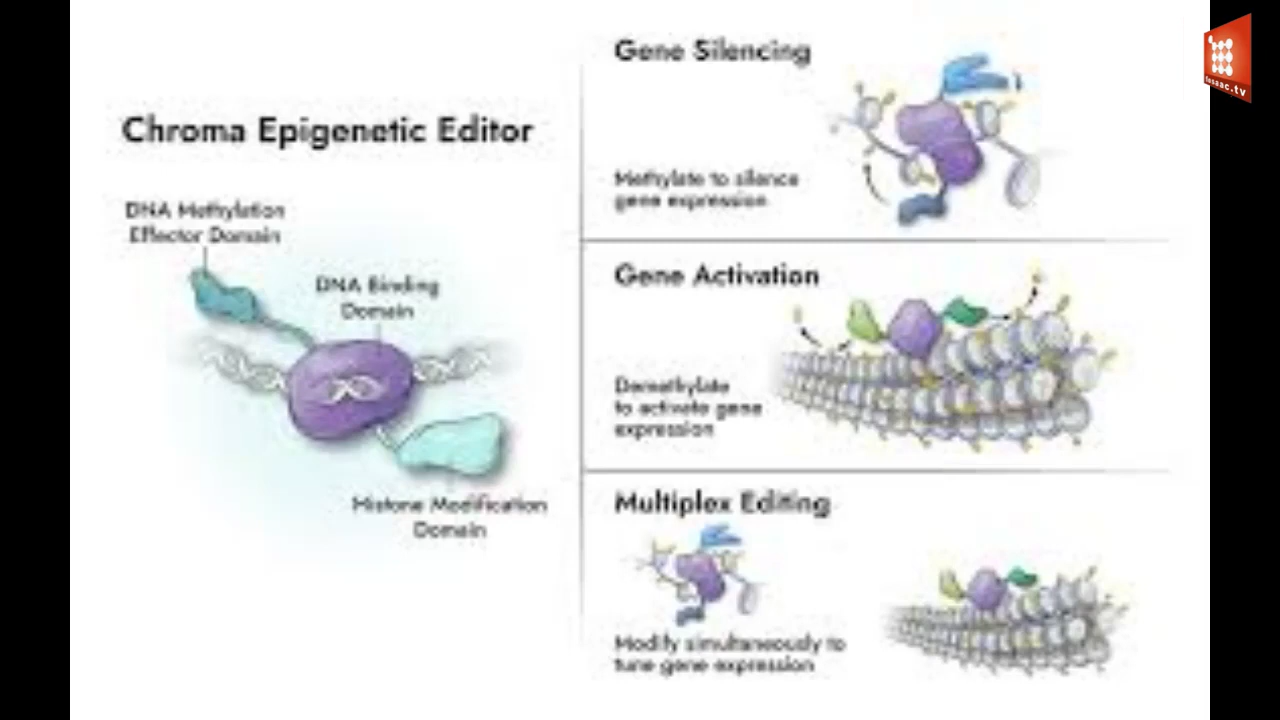 Chroma Epigenetic Editor
DNA Methylation
Effector Domain
DNA Binding
Domain
Histone Modification
Domain
Gene Silencing
Methylate to silence
gene expression
Gene Activation
Demethylate
to activate gene
expression
Multiplex Editing
Modify simultaneously to
tune gene expression